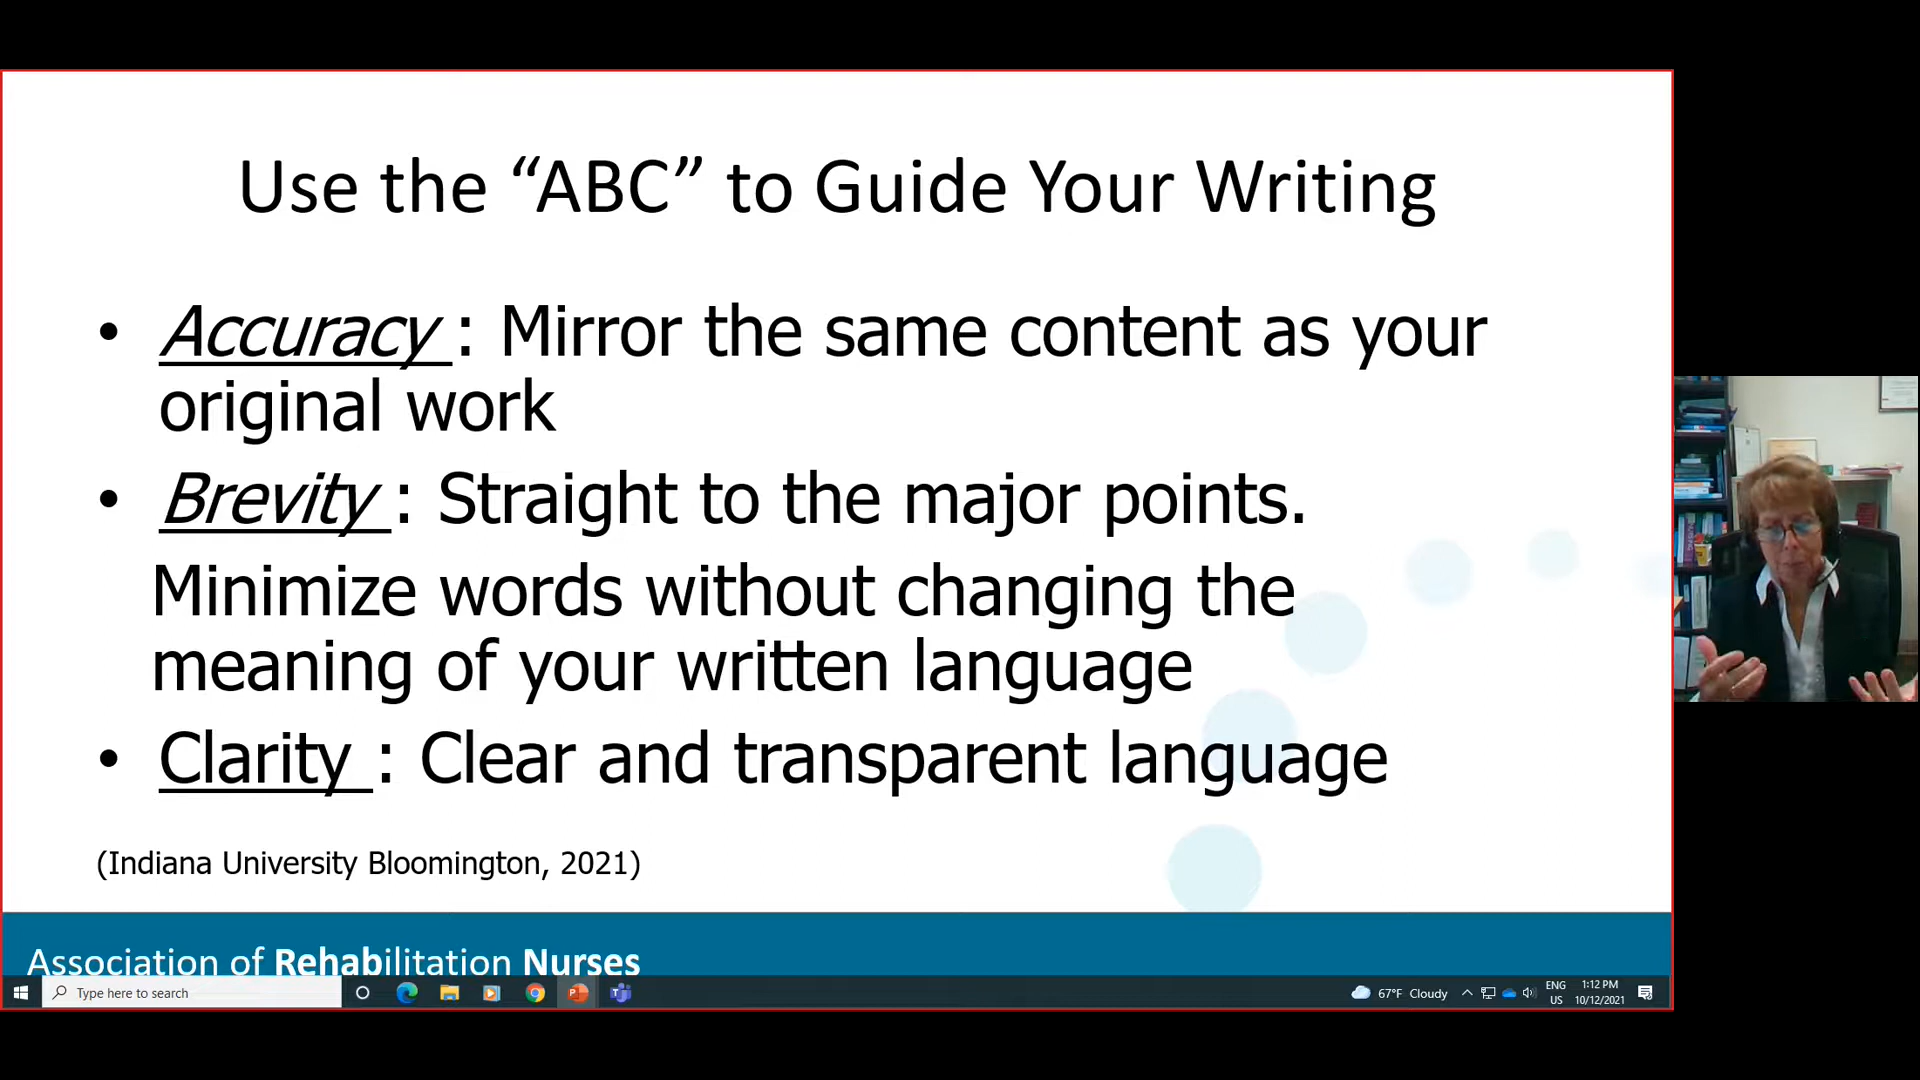 Use the “ABC” to Guide Your Writing
• Accuracy : Mirror the same content as your
original work
• Brevity : Straight to the major points.
Minimize words without changing the
meaning of your written language
• Clarity : Clear and transparent language
(Indiana University Bloomington, 2021)
Association of Rehabilitation Nurses
Type here to search
67°F Cloudy
ENG
US
1:12 PM
10/12/2021